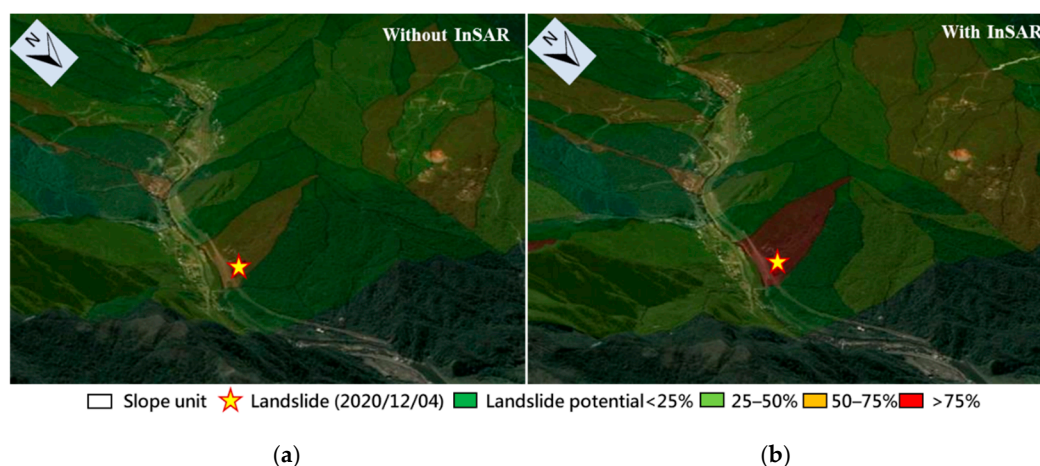 N
Without InSAR
N
With InSAR
Slope unit Landslide (2020/12/04) Landslide potential<25% 25–50% 50–75% >75%
(a) (b)